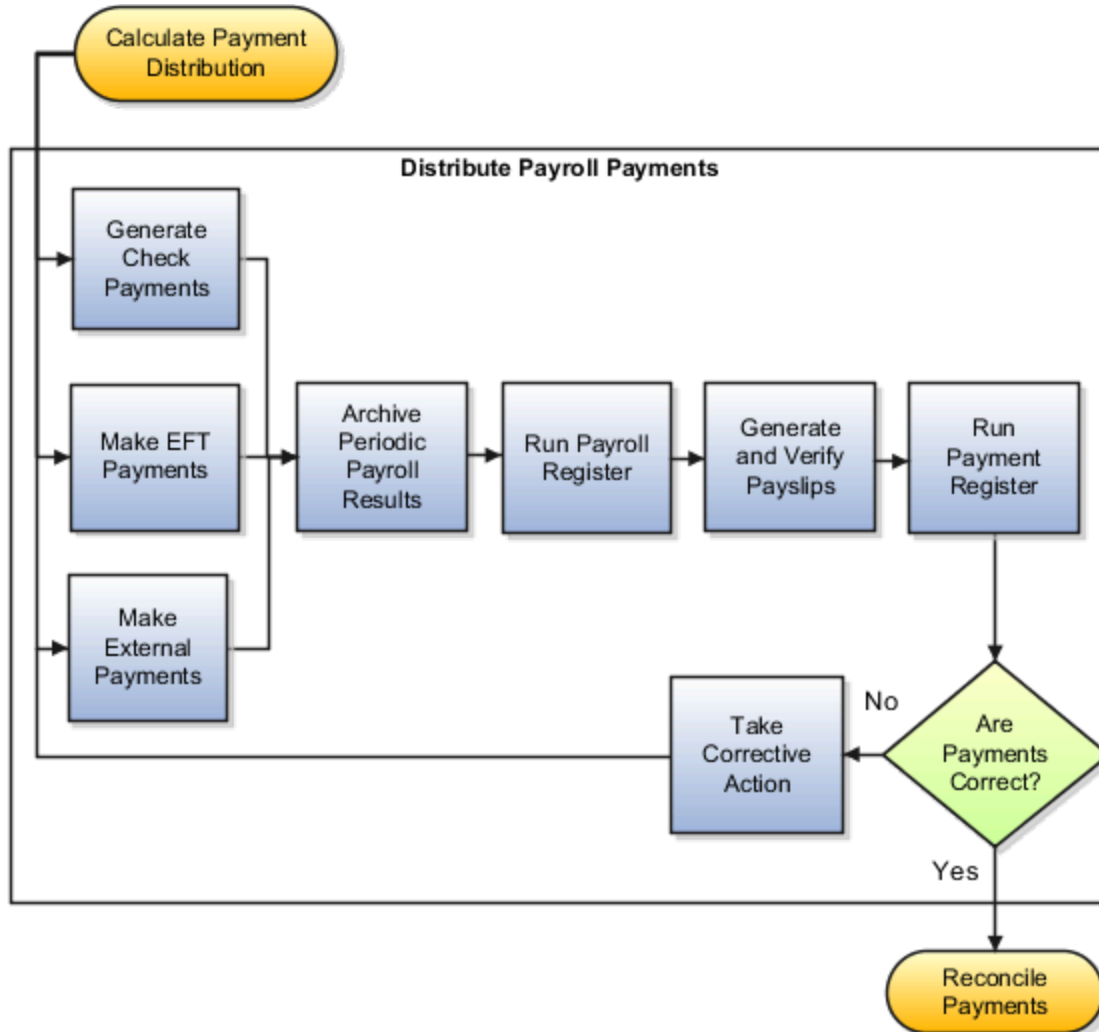 Calculate Payment
Distribution
Distribute Payroll Payments
Generate
Check
Payments
Make EFT
Payments
Make
External
Payments
Archive
Periodic
Payroll
Results
Run Payroll
Register
Generate
and Verify
Payslips
Run
Payment
Register
Are
Payments
Correct?
No
Take
Corrective
Action
Yes
Reconcile
Payments